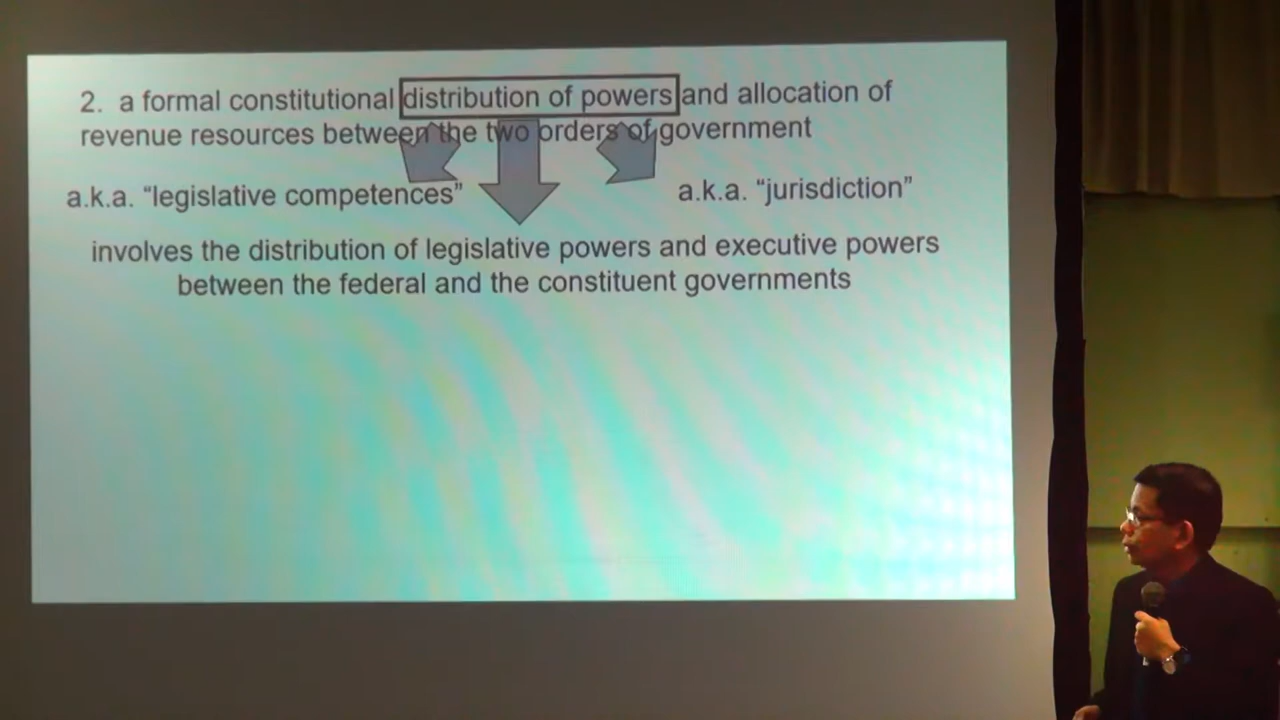 2. a formal constitutional distribution of powers and allocation of
revenue resources between the two orders of government
a.k.a. “legislative competences”
a.k.a. “jurisdiction”
involves the distribution of legislative powers and executive powers
between the federal and the constituent governments